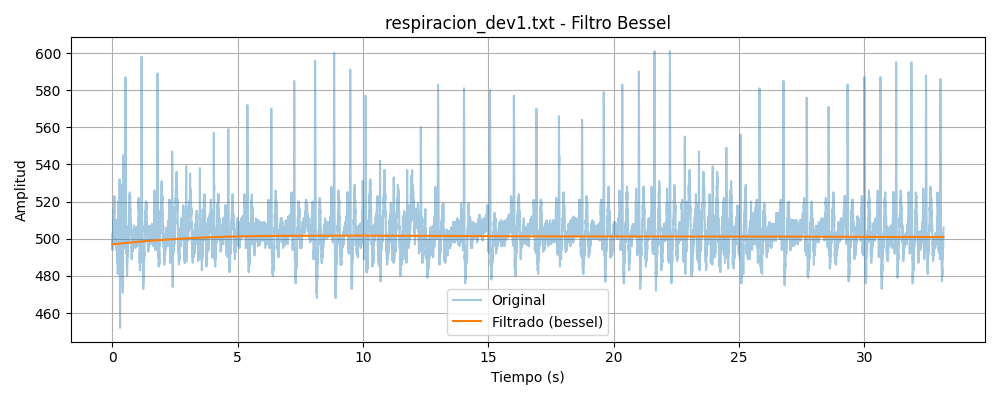 respiracion_dev1.txt - Filtro Bessel
Amplitud
600
580
560
540
520
500
480
460
Original
Filtrado (bessel)
0 5 10 15 20 25 30
Tiempo (s)